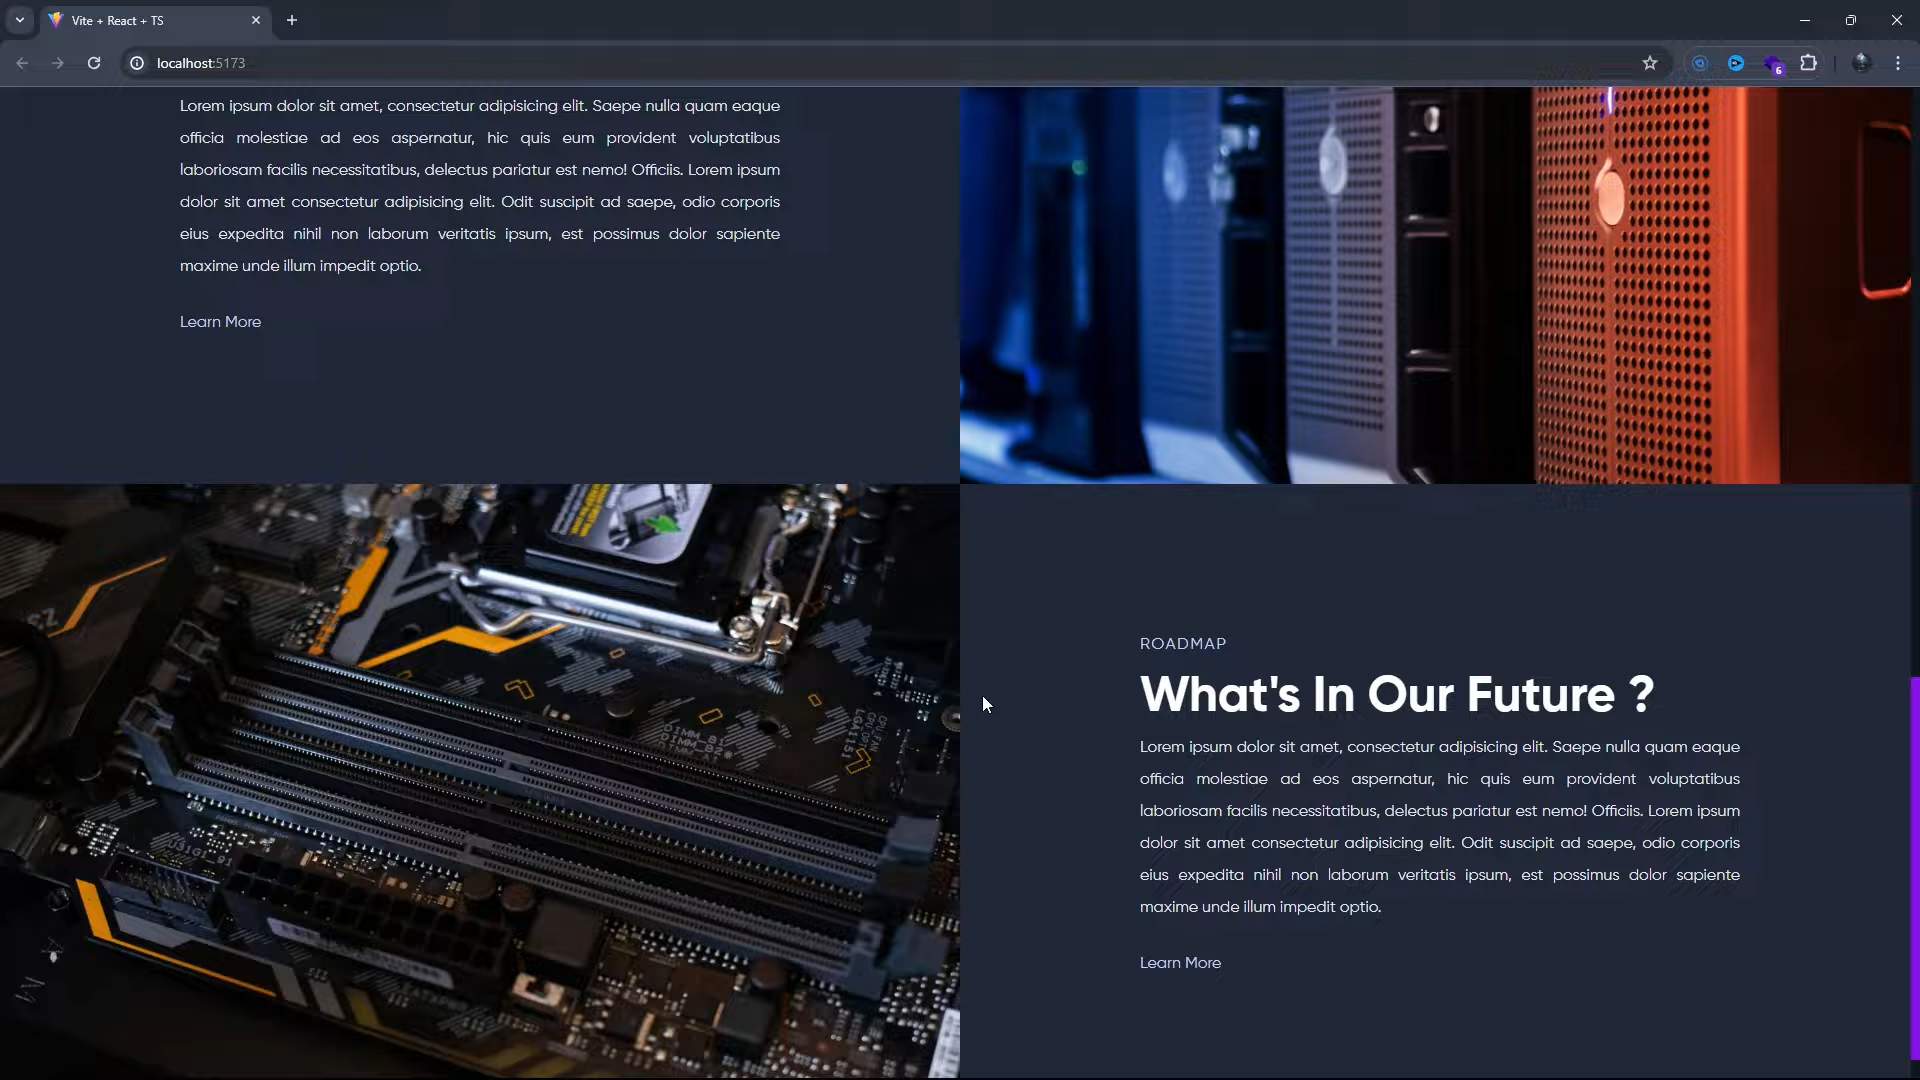 Vite + React + TS
localhost:5173
6
Lorem ipsum dolor sit amet, consectetur adipisicing elit. Saepe nulla quam eaque
officia molestiae ad eos aspernatur, hic quis eum provident voluptatibus
laboriosam facilis necessitatibus, delectus pariatur est nemo! Officiis. Lorem ipsum
dolor sit amet consectetur adipisicing elit. Odit suscipit ad saepe, odio corporis
eius expedita nihil non laborum veritatis ipsum, est possimus dolor sapiente
maxime unde illum impedit optio.
Learn More
ROADMAP
What's In Our Future ?
Lorem ipsum dolor sit amet, consectetur adipisicing elit. Saepe nulla quam eaque
officia molestiae ad eos aspernatur, hic quis eum provident voluptatibus
laboriosam facilis necessitatibus, delectus pariatur est nemo! Officiis. Lorem ipsum
dolor sit amet consectetur adipisicing elit. Odit suscipit ad saepe, odio corporis
eius expedita nihil non laborum veritatis ipsum, est possimus dolor sapiente
maxime unde illum impedit optio.
Learn More